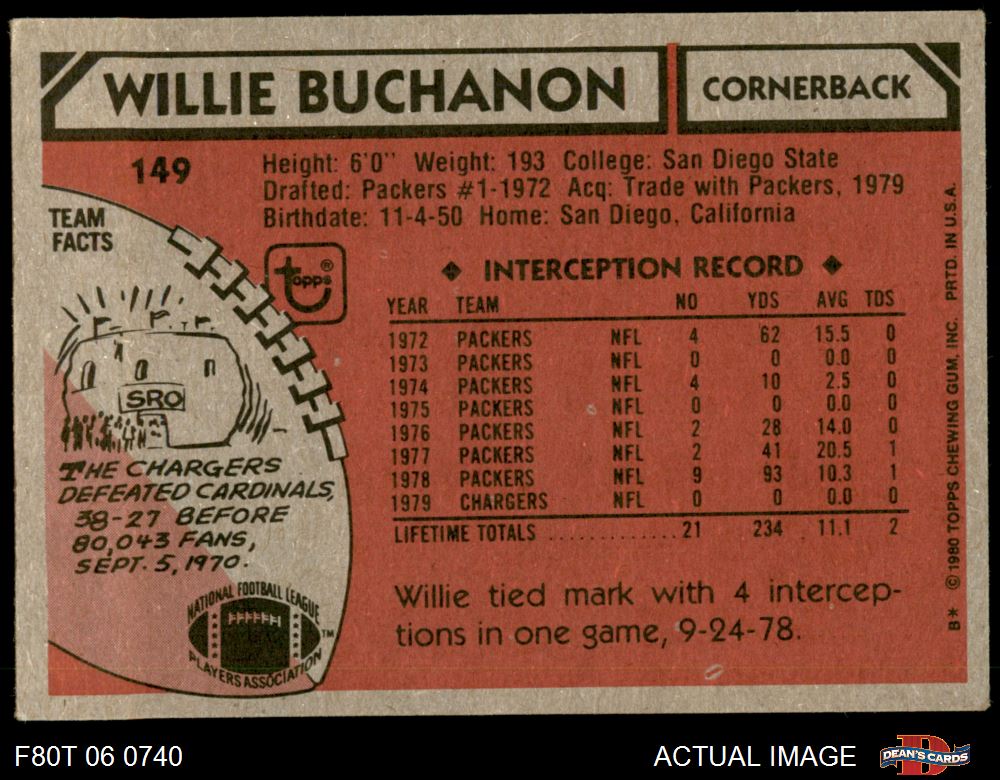 WILLIE BUCHANON
CORNERBACK
149
Height: 6'0" Weight: 193 College: San Diego State
Drafted: Packers #1-1972 Acq: Trade with Packers, 1979
Birthdate: 11-4-50 Home: San Diego, California
TEAM
FACTS
topps®
SRO
THE CHARGERS
DEFEATED CARDINALS,
38-27 BEFORE
80,043 FANS,
SEPT. 5, 1970.
NATIONAL FOOTBALL LEAGUE
PLAYERS ASSOCIATION
TM
◆ INTERCEPTION RECORD ◆
YEAR TEAM NO YDS AVG TDS
1972 PACKERS NFL 4 62 15.5 0
1973 PACKERS NFL 0 0 0.0 0
1974 PACKERS NFL 4 10 2.5 0
1975 PACKERS NFL 0 0 0.0 0
1976 PACKERS NFL 2 28 14.0 0
1977 PACKERS NFL 2 41 20.5 1
1978 PACKERS NFL 9 93 10.3 1
1979 CHARGERS NFL 0 0 0.0 0
LIFETIME TOTALS ............. 21 234 11.1 2
Willie tied mark with 4 intercep-
tions in one game, 9-24-78.
B* © 1980 TOPPS CHEWING GUM, INC. PRTD. IN U.S.A.
F80T 06 0740
ACTUAL IMAGE
DEAN'S CARDS